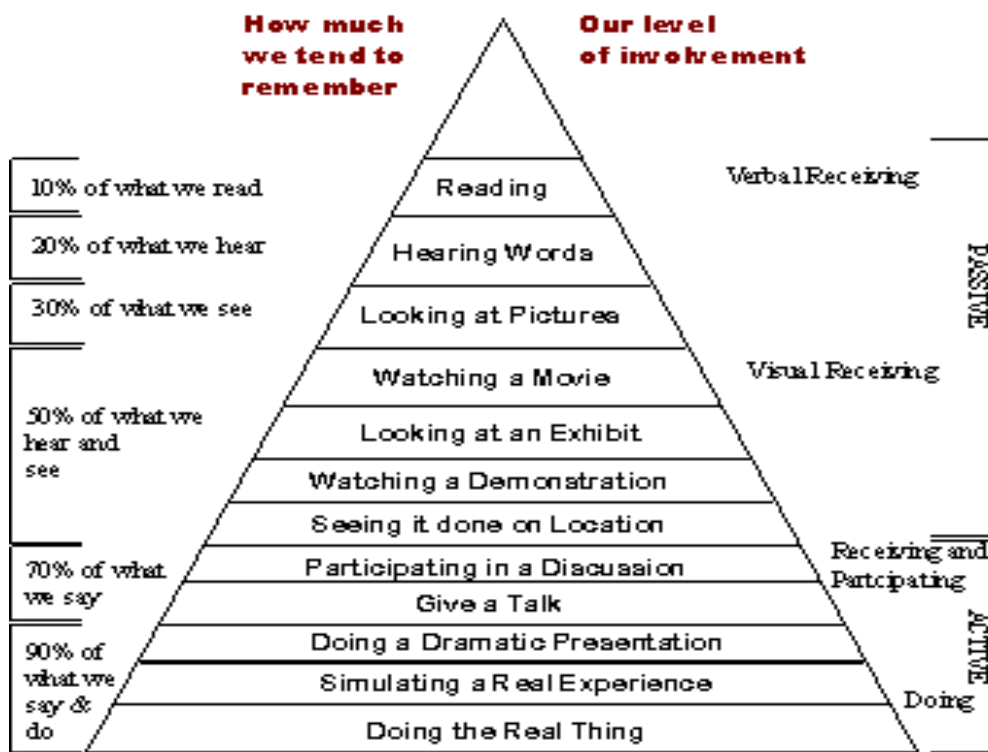 How much
we tend to
remember
Our level
of involvement
10% of what we read
Reading
Verbal Receiving
20% of what we hear
Hearing Words
PASSIVE
30% of what we see
Looking at Pictures
Watching a Movie
Visual Receiving
50% of what we
hear and
see
Looking at an Exhibit
Watching a Demonstration
Seeing it done on Location
70% of what
we say
Participating in a Discussion
Receiving and
Partcipating
Give a Talk
90% of
what we
say &
do
Doing a Dramatic Presentation
ACTIVE
Simulating a Real Experience
Doing
Doing the Real Thing